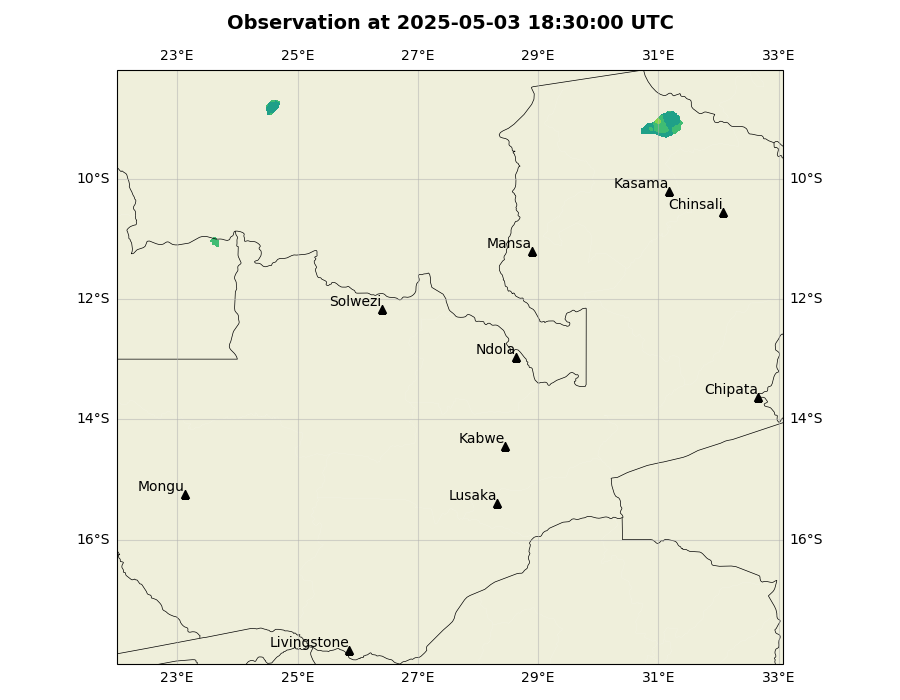 Observation at 2025-05-03 18:30:00 UTC
23°E 25°E 27°E 29°E 31°E 33°E
10°S 10°S
Kasama
Chinsali
Mansa
12°S 12°S
Solwezi
Ndola
Chipata
14°S 14°S
Kabwe
Mongu
Lusaka
16°S 16°S
Livingstone
23°E 25°E 27°E 29°E 31°E 33°E